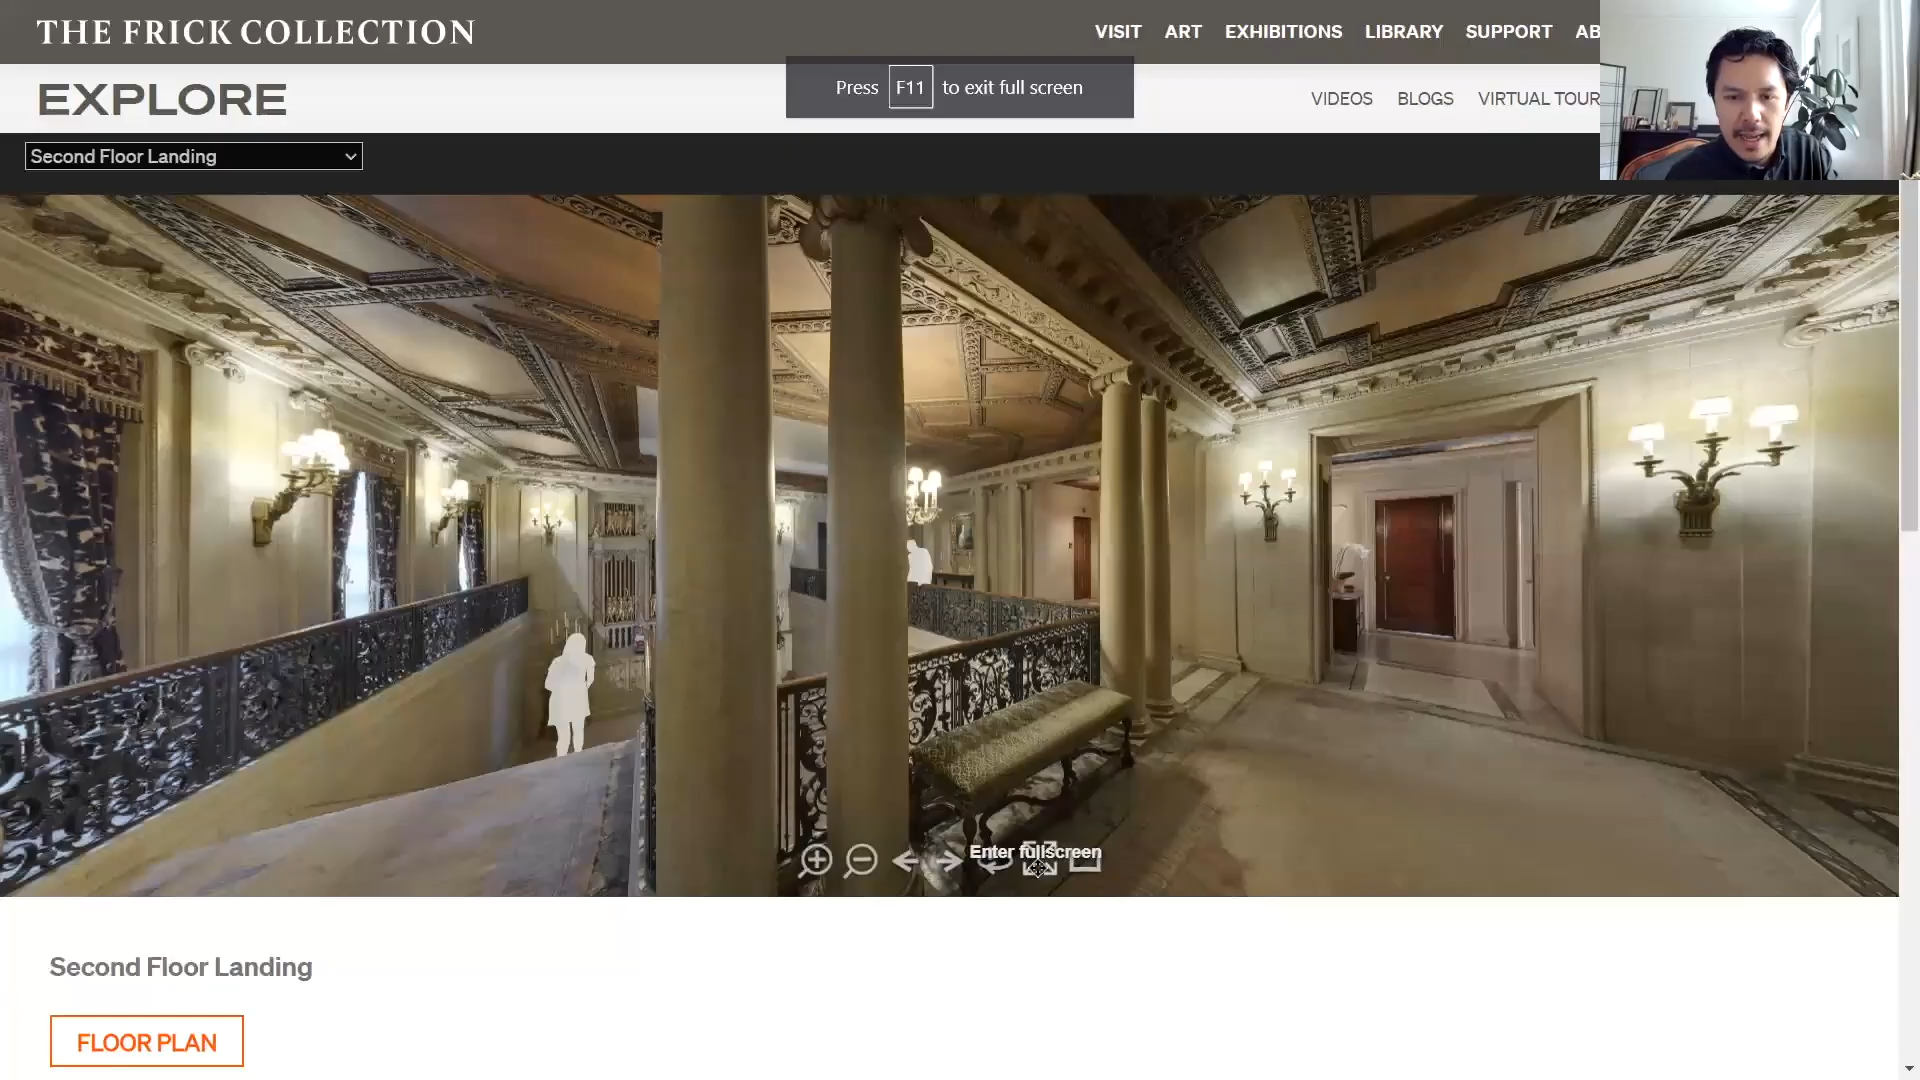 THE FRICK COLLECTION
VISIT ART EXHIBITIONS LIBRARY SUPPORT AB
Press F11 to exit full screen
EXPLORE
VIDEOS BLOGS VIRTUAL TOUR
Second Floor Landing
Enter fullscreen
Second Floor Landing
FLOOR PLAN